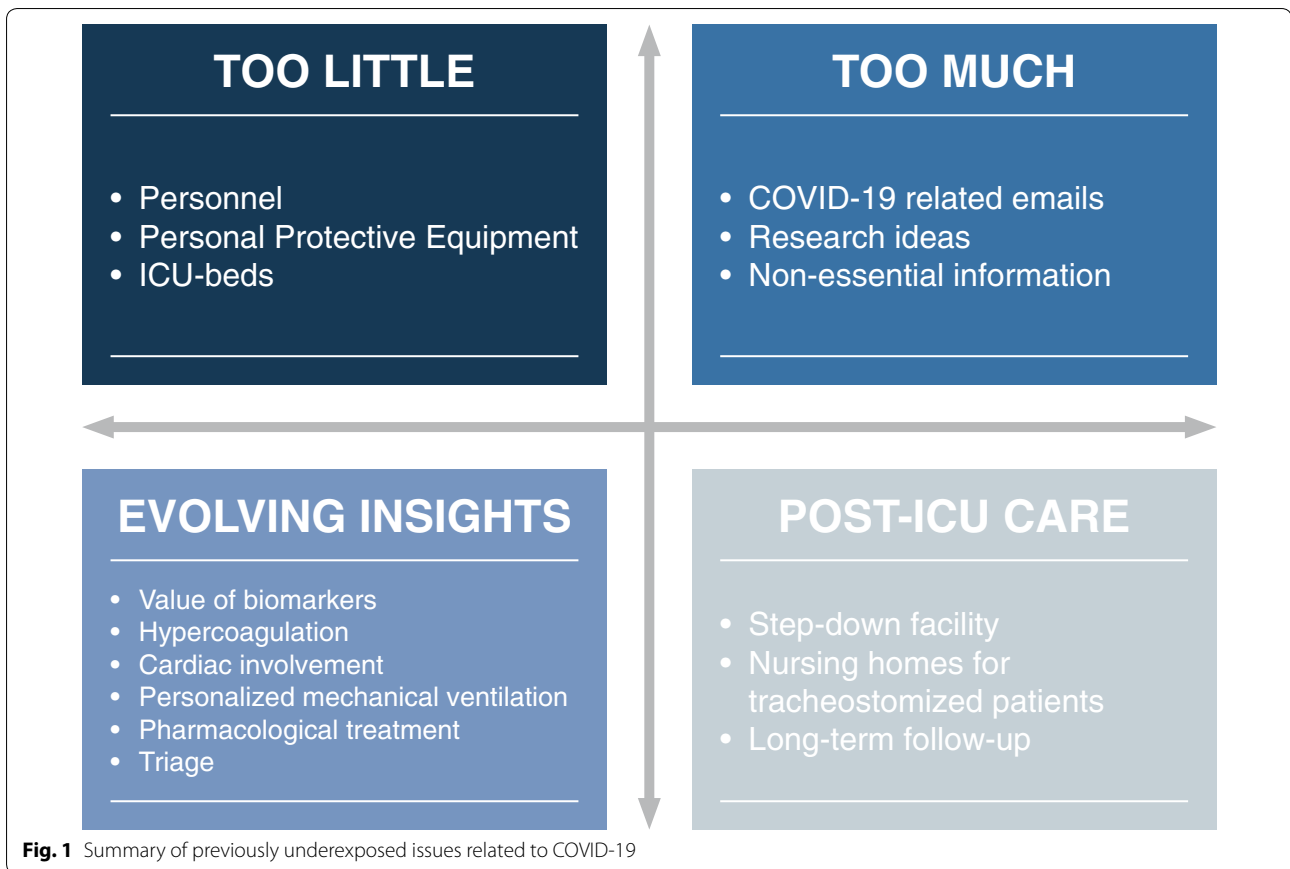 TOO LITTLE
• Personnel
• Personal Protective Equipment
• ICU-beds
TOO MUCH
• COVID-19 related emails
• Research ideas
• Non-essential information
EVOLVING INSIGHTS
• Value of biomarkers
• Hypercoagulation
• Cardiac involvement
• Personalized mechanical ventilation
• Pharmacological treatment
• Triage
POST-ICU CARE
• Step-down facility
• Nursing homes for
tracheostomized patients
• Long-term follow-up
Fig. 1 Summary of previously underexposed issues related to COVID-19